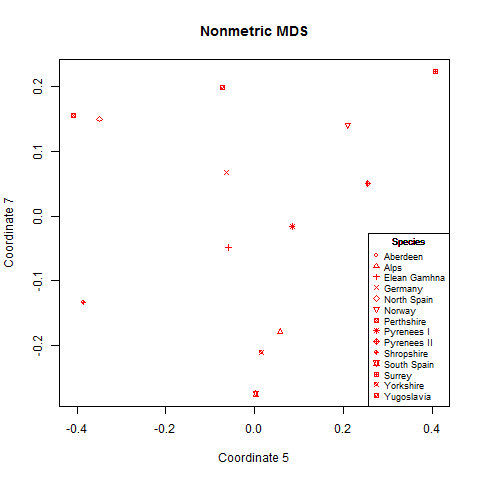 Nonmetric MDS
Coordinate 7
0.2
0.1
0.0
-0.1
-0.2
-0.4
-0.2
0.0
0.2
0.4
Coordinate 5
Species
Aberdeen
Alps
Elean Gamhna
Germany
North Spain
Norway
Perthshire
Pyrenees I
Pyrenees II
Shropshire
South Spain
Surrey
Yorkshire
Yugoslavia